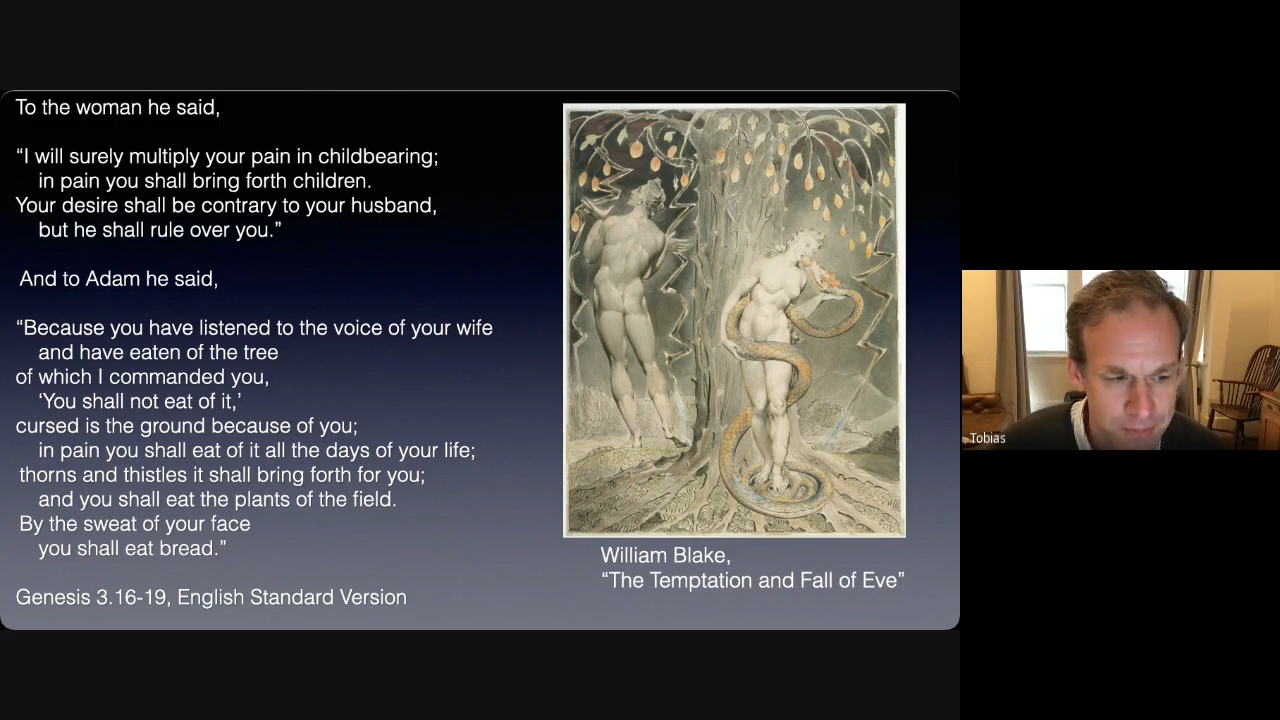 To the woman he said,
“I will surely multiply your pain in childbearing;
in pain you shall bring forth children.
Your desire shall be contrary to your husband,
but he shall rule over you.”
And to Adam he said,
“Because you have listened to the voice of your wife
and have eaten of the tree
of which I commanded you,
‘You shall not eat of it,’
cursed is the ground because of you;
in pain you shall eat of it all the days of your life;
thorns and thistles it shall bring forth for you;
and you shall eat the plants of the field.
By the sweat of your face
you shall eat bread.”
Genesis 3.16-19, English Standard Version
William Blake,
“The Temptation and Fall of Eve”
Tobias